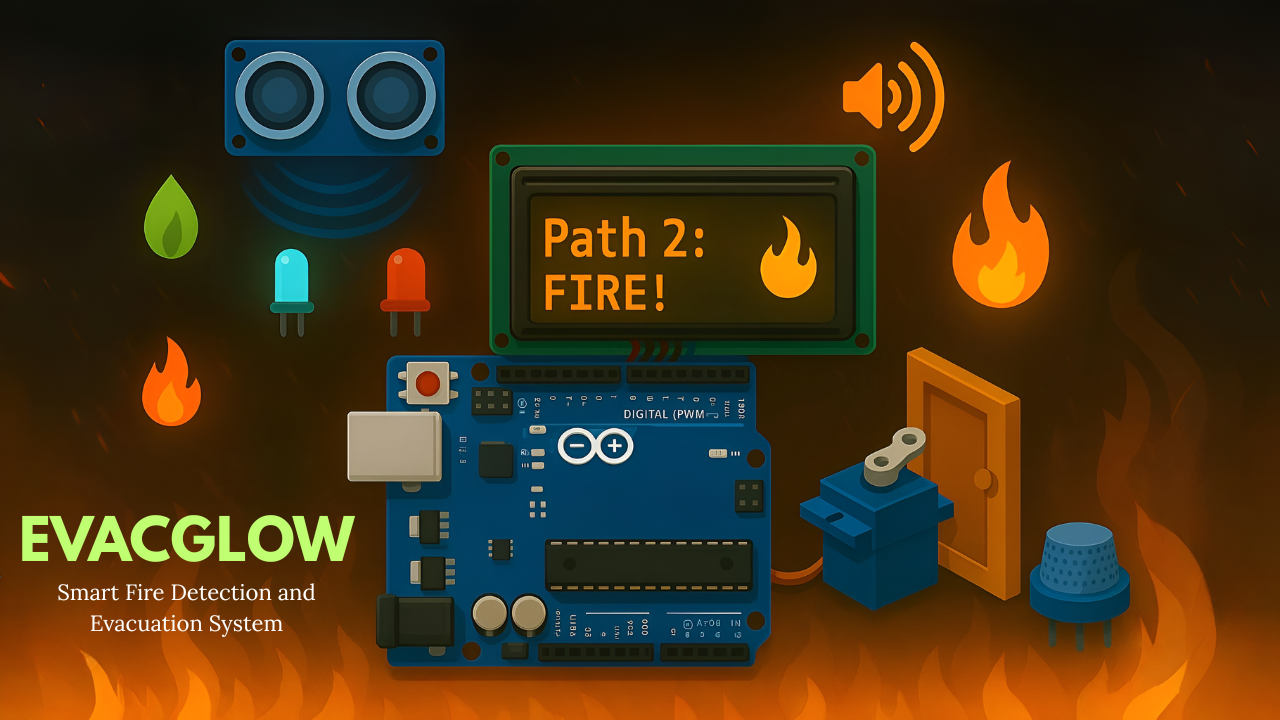 Path 2:
FIRE!
DIGITAL (PWM
EVACGLOW
Smart Fire Detection and
Evacuation System